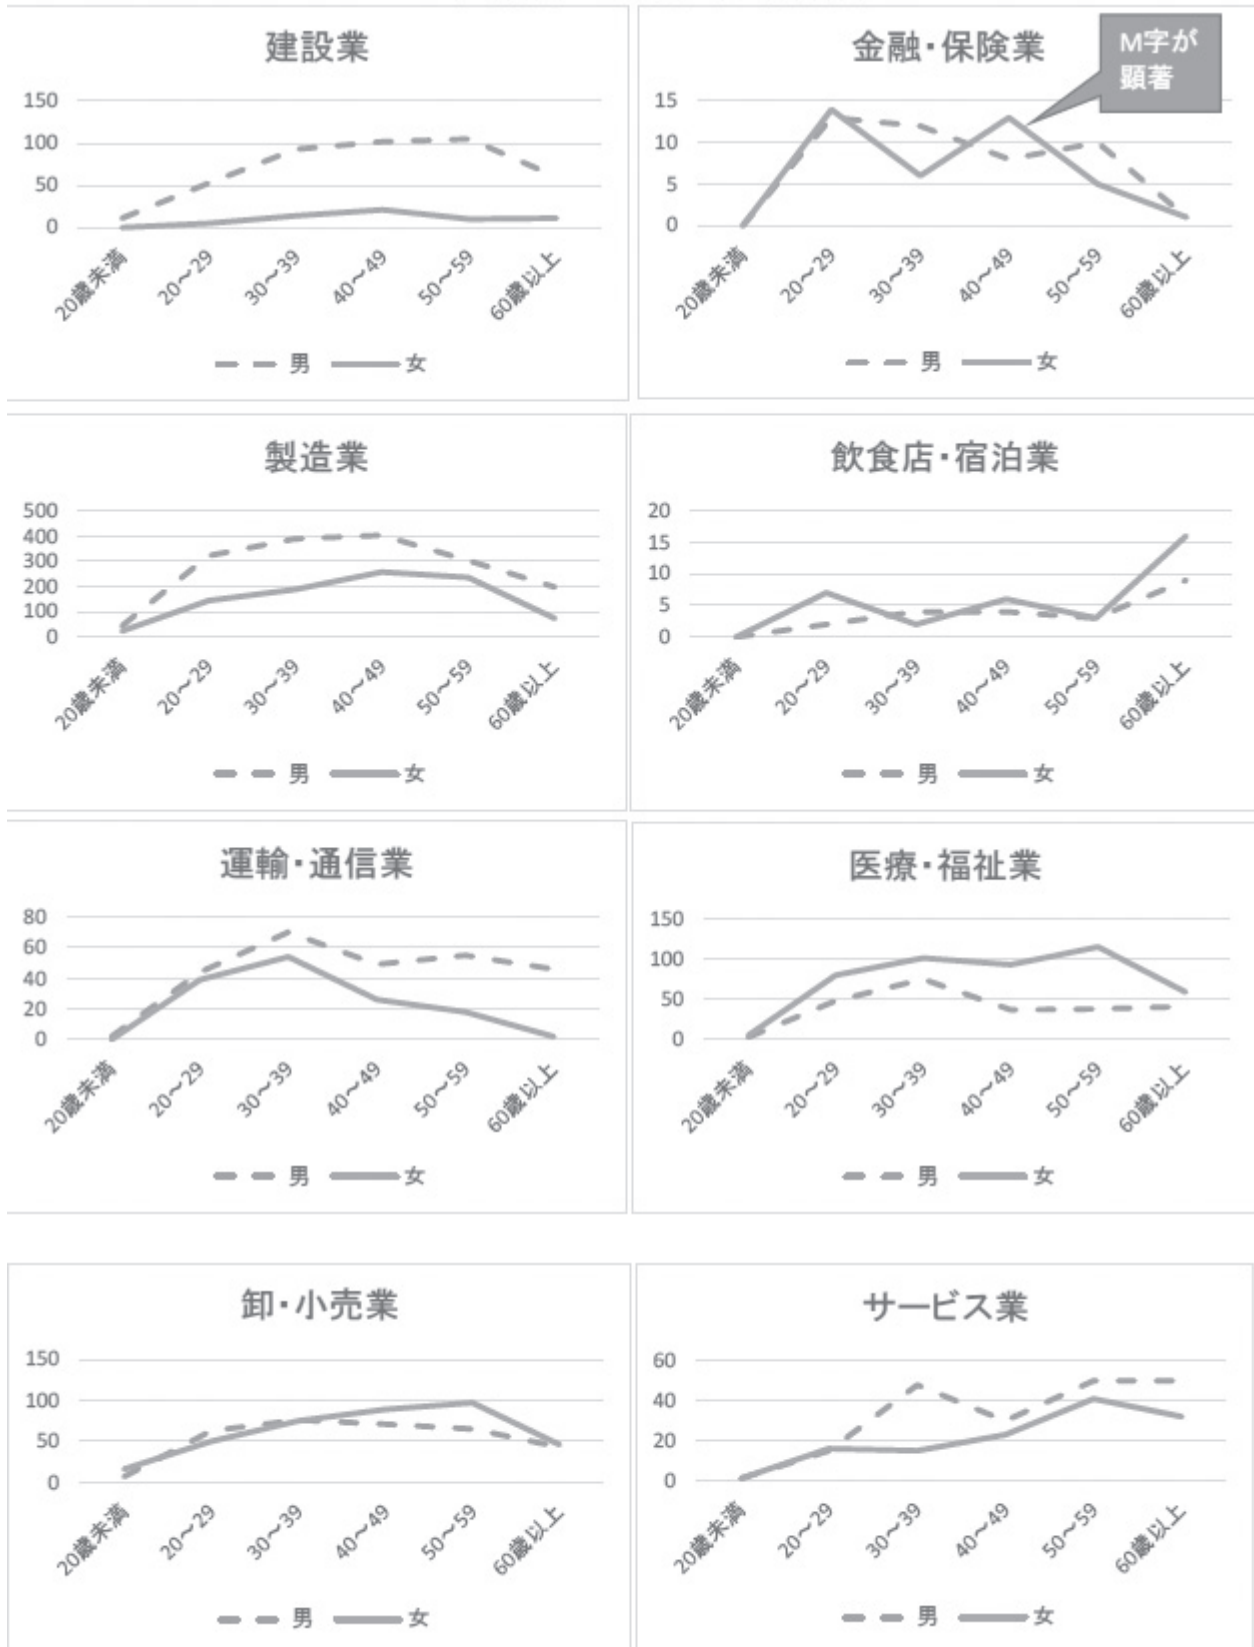 建設業
150
100
50
0
20歳未満
20～29
30～39
40～49
50～59
60歳以上
男
女
金融・保険業
M字が
顕著
15
10
5
0
20歳未満
20～29
30～39
40～49
50～59
60歳以上
男
女
製造業
500
400
300
200
100
0
20歳未満
20～29
30～39
40～49
50～59
60歳以上
男
女
飲食店・宿泊業
20
15
10
5
0
20歳未満
20～29
30～39
40～49
50～59
60歳以上
男
女
運輸・通信業
80
60
40
20
0
20歳未満
20～29
30～39
40～49
50～59
60歳以上
男
女
医療・福祉業
150
100
50
0
20歳未満
20～29
30～39
40～49
50～59
60歳以上
男
女
卸・小売業
150
100
50
0
20歳未満
20～29
30～39
40～49
50～59
60歳以上
男
女
サービス業
60
40
20
0
20歳未満
20～29
30～39
40～49
50～59
60歳以上
男
女